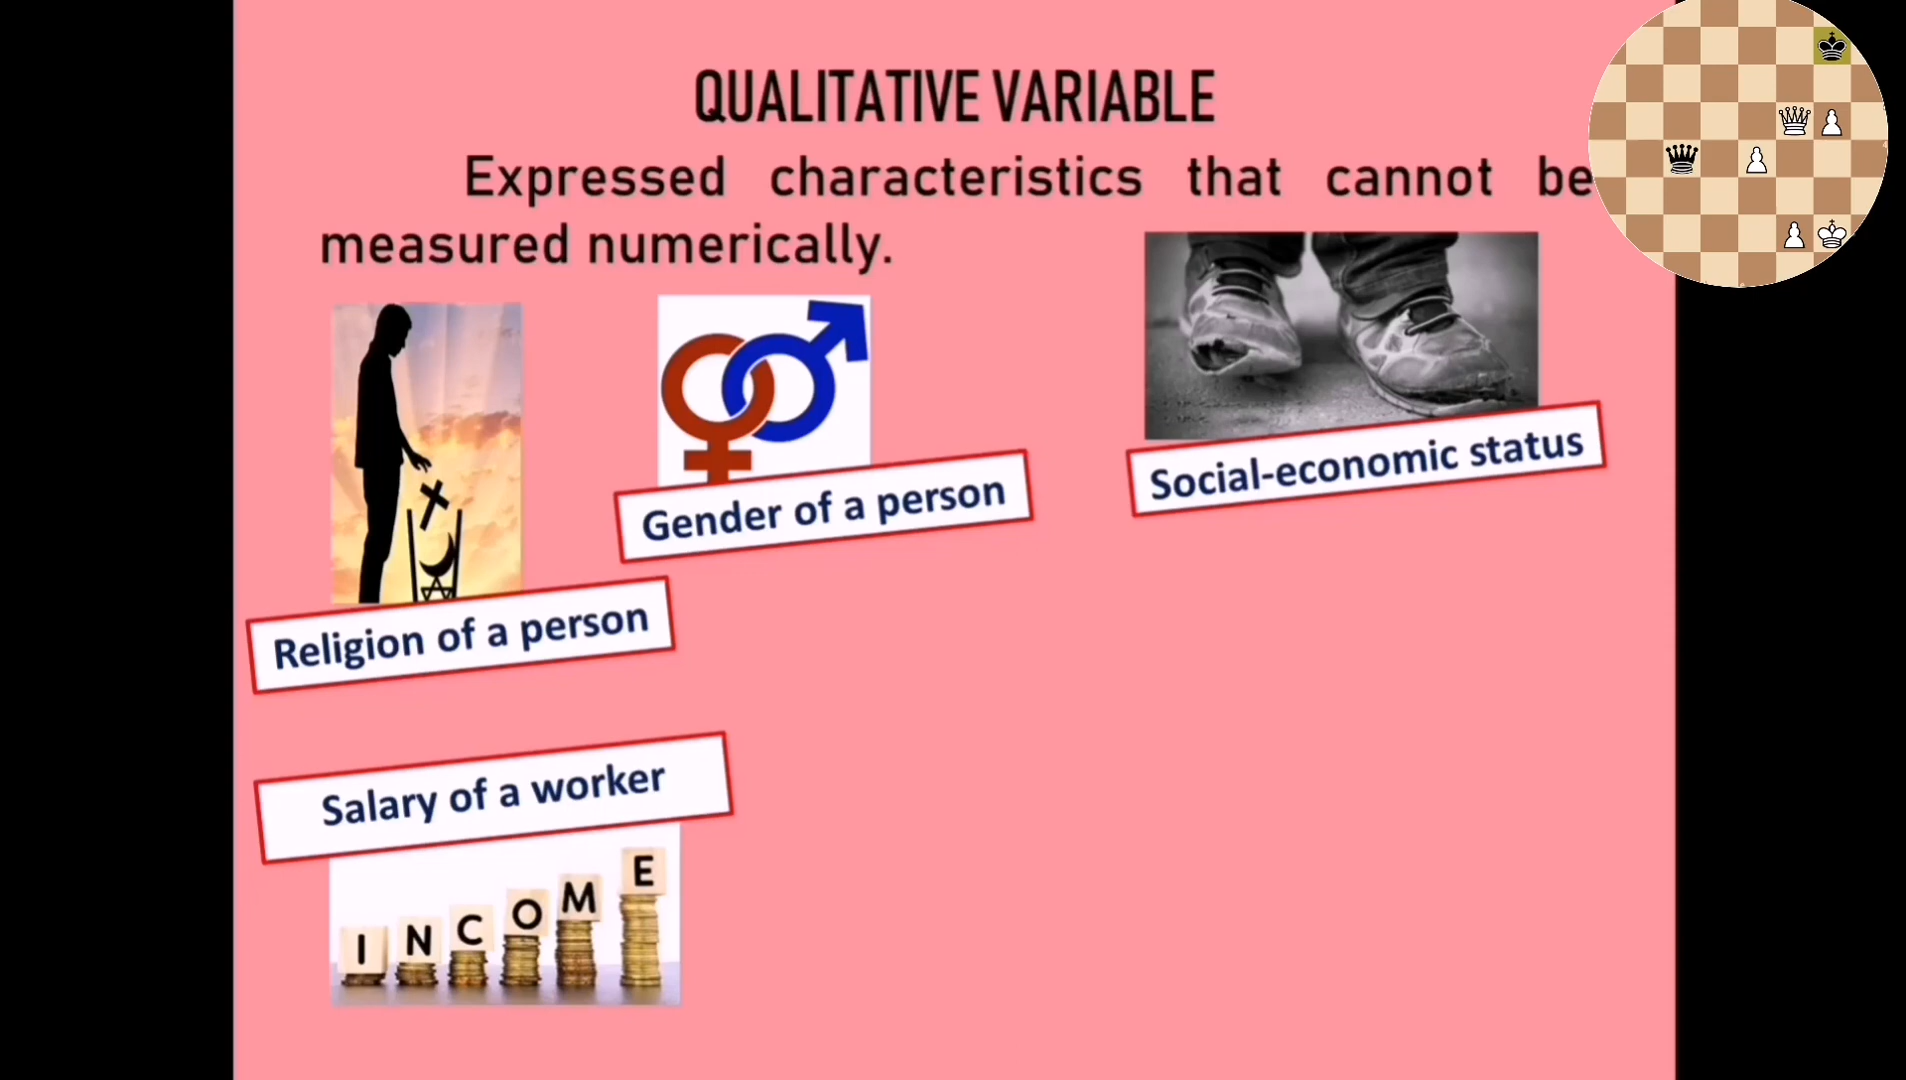 QUALITATIVE VARIABLE
Expressed characteristics that cannot be
measured numerically.
Social-economic status
Gender of a person
Religion of a person
Salary of a worker
INCOME